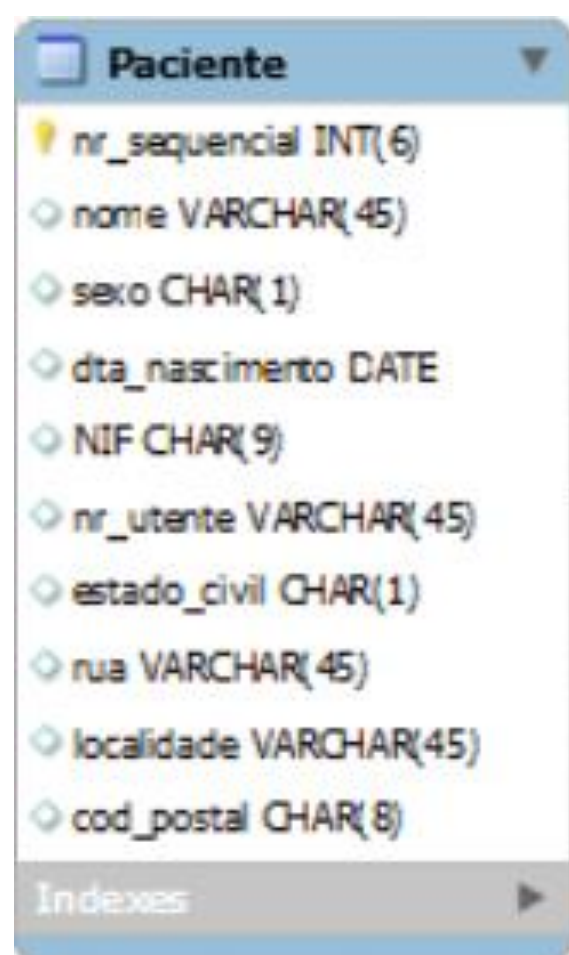 Paciente
nr_sequencial INT(6)
nome VARCHAR(45)
sexo CHAR(1)
dta_nascimento DATE
NIF CHAR(9)
nr_utente VARCHAR(45)
estado_civil CHAR(1)
rua VARCHAR(45)
localidade VARCHAR(45)
cod_postal CHAR(8)
Indexes